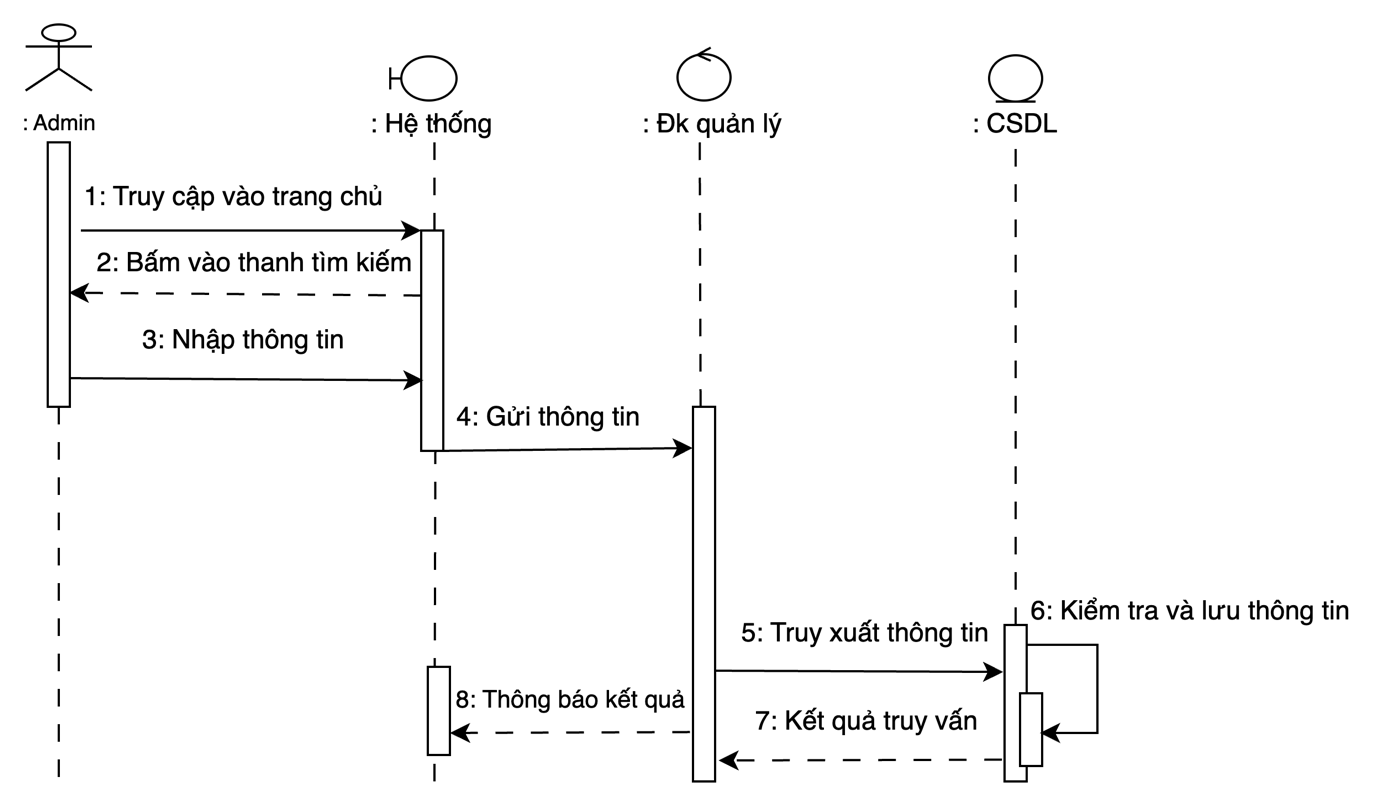 : Admin
: Hệ thống
: Đk quản lý
: CSDL
1: Truy cập vào trang chủ
2: Bấm vào thanh tìm kiếm
3: Nhập thông tin
4: Gửi thông tin
6: Kiểm tra và lưu thông tin
5: Truy xuất thông tin
8: Thông báo kết quả
7: Kết quả truy vấn